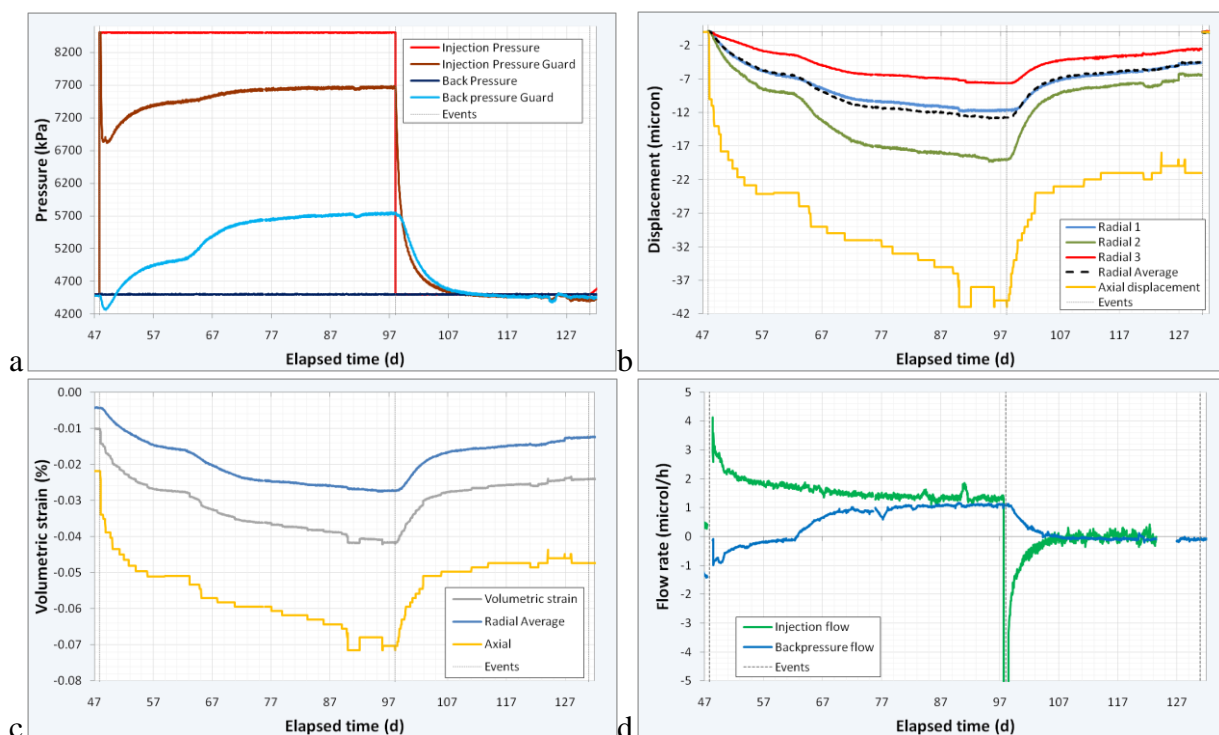 8200
7700
7200
6700
6200
5700
5200
4700
4200
Pressure (kPa)
Injection Pressure
Injection Pressure Guard
Back Pressure
Back pressure Guard
Events
47 57 67 77 87 97 107 117 127
Elapsed time (d)
a
-2
-7
-12
-17
-22
-27
-32
-37
-42
Displacement (micron)
Radial 1
Radial 2
Radial 3
Radial Average
Axial displacement
Events
47 57 67 77 87 97 107 117 127
Elapsed time (d)
b
0.00
-0.01
-0.02
-0.03
-0.04
-0.05
-0.06
-0.07
-0.08
Volumetric strain (%)
Volumetric strain
Radial Average
Axial
Events
47 57 67 77 87 97 107 117 127
Elapsed time (d)
c
5
4
3
2
1
0
-1
-2
-3
-4
-5
Flow rate (microl/h)
Injection flow
Backpressure flow
Events
47 57 67 77 87 97 107 117 127
Elapsed time (d)
d